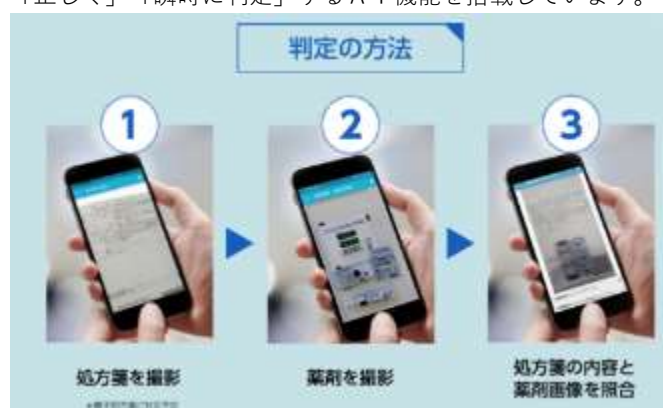 「正しく」「瞬時に判定」するＡＩ機能を搭載しています。
判定の方法
1
2
3
処方箋を撮影
薬剤を撮影
処方箋の内容と
薬剤画像を照合